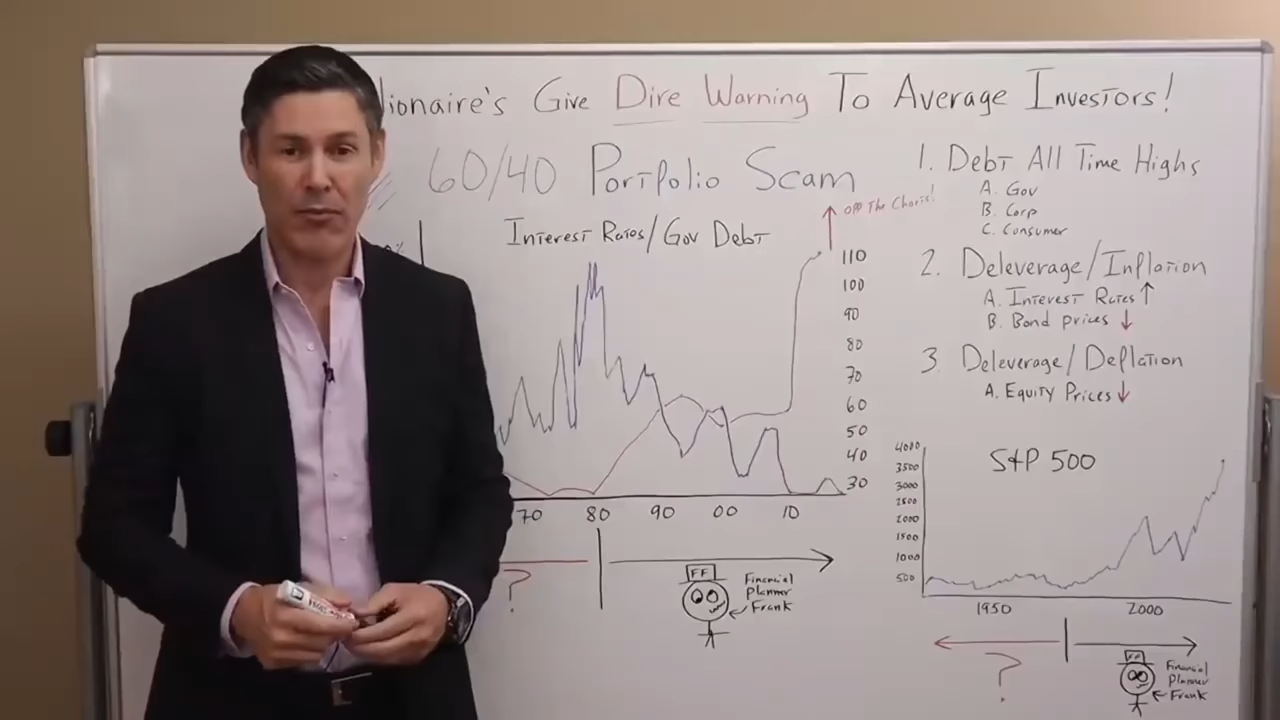 lionaire's Give Dire Warning To Average Investors!
60/40 Portfolio Scam
Interest Rates/Gov Debt
Off The Charts!
110
100
90
80
70
60
50
40
30
70 80 90 00 10
?
FF
Financial
Planner
Frank
1. Debt All Time Highs
A. Gov
B. Corp
C. Consumer
2. Deleverage/Inflation
A. Interest Rates ↑
B. Bond Prices ↓
3. Deleverage/Deflation
A. Equity Prices ↓
S&P 500
4000
3500
3000
2500
2000
1500
1000
500
1950 2000
?
FF
Financial
Planner
Frank